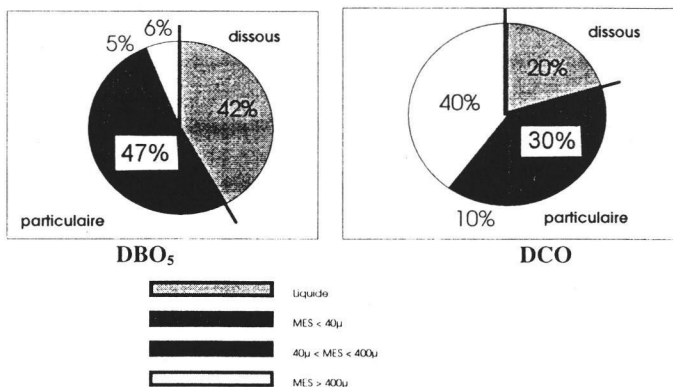 6%
dissous
5%
42%
47%
particulaire
DBO₅
dissous
20%
40%
30%
10%
particulaire
DCO
Liquide
MES < 40µ
40µ < MES < 400µ
MES > 400µ